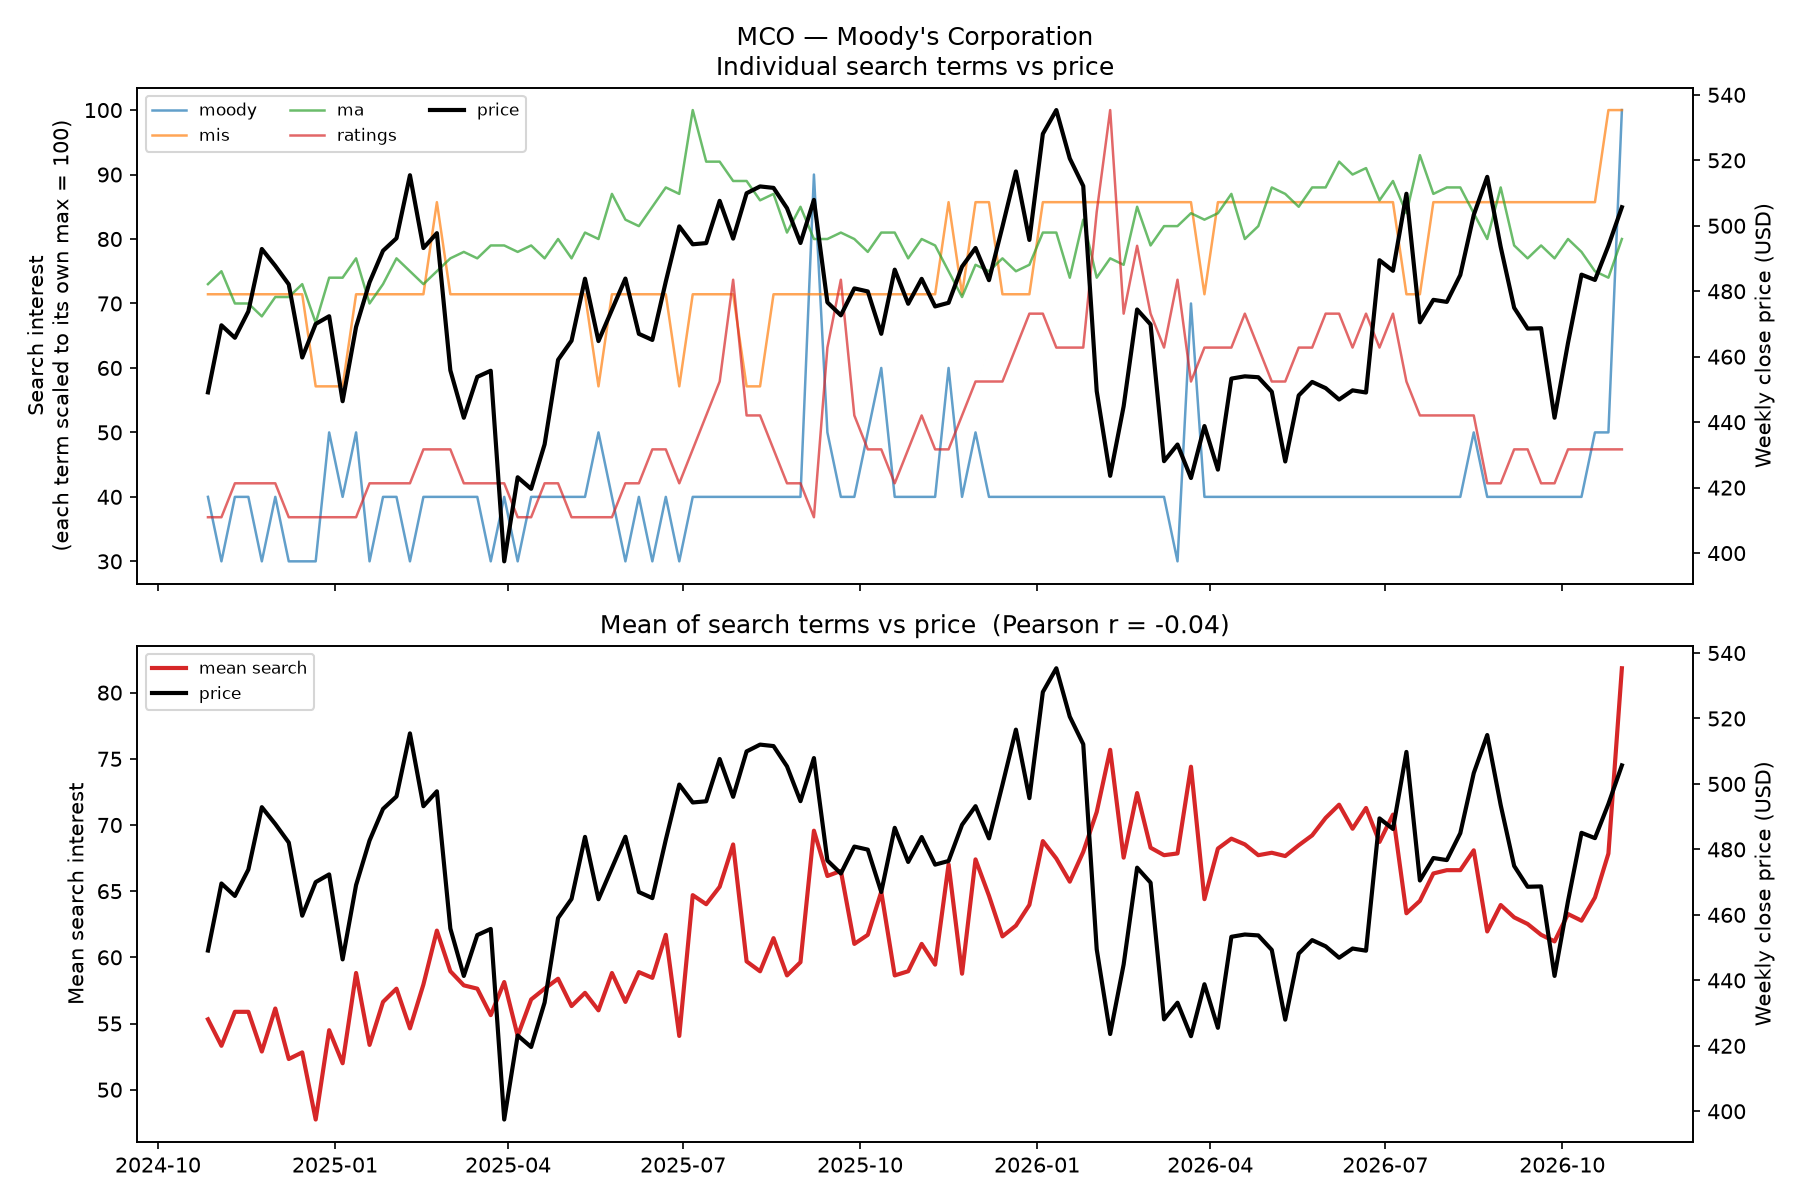 MCO — Moody's Corporation
Individual search terms vs price
moody
mis
ma
ratings
price
Search interest
(each term scaled to its own max = 100)
100
90
80
70
60
50
40
30
540
520
500
480
460
440
420
400
Weekly close price (USD)
Mean of search terms vs price (Pearson r = -0.04)
mean search
price
Mean search interest
80
75
70
65
60
55
50
540
520
500
480
460
440
420
400
Weekly close price (USD)
2024-10
2025-01
2025-04
2025-07
2025-10
2026-01
2026-04
2026-07
2026-10